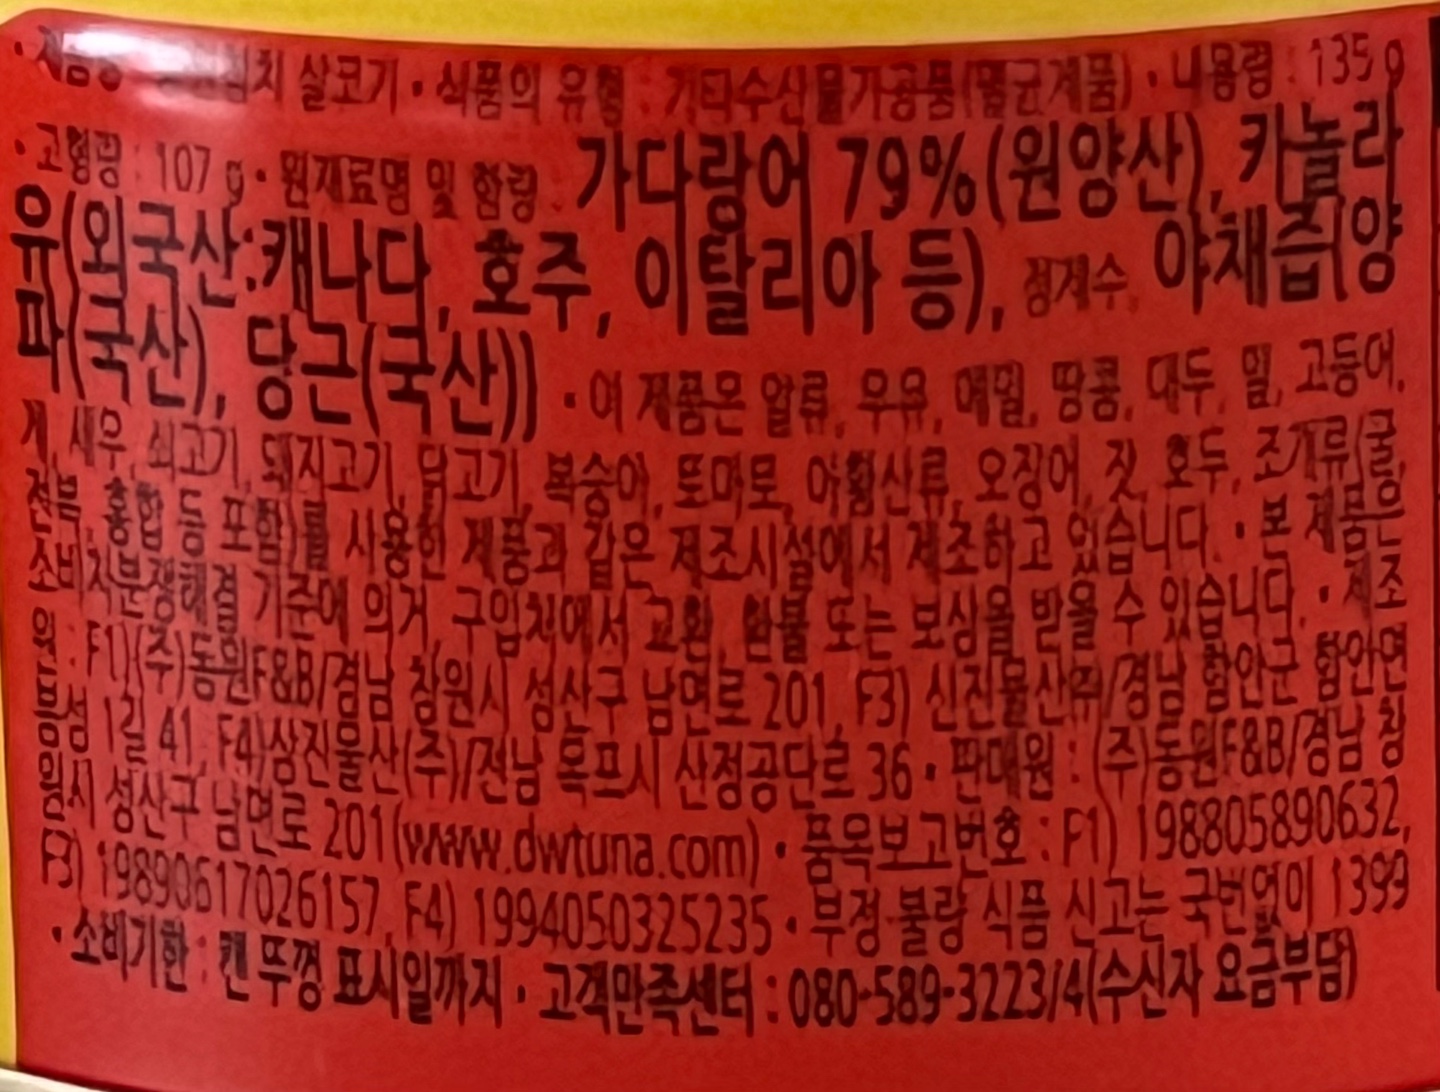 살코기 · 식품의 유형 : 기타수산물가공품(멸균제품) · 내용량 : 135 g
· 고형량 : 107 g · 원재료명 및 함량 : 가다랑어 79%(원양산), 카놀라
유(외국산:캐나다, 호주, 이탈리아 등), 정제수, 야채즙[양
파(국산), 당근(국산)] · 이 제품은 알류, 우유, 메밀, 땅콩, 대두, 밀, 고등어,
게, 새우, 쇠고기, 돼지고기, 닭고기, 복숭아, 토마토, 아황산류, 오징어, 잣, 호두, 조개류(굴,
전복, 홍합 등 포함)를 사용한 제품과 같은 제조시설에서 제조하고 있습니다. · 본 제품은
소비자분쟁해결 기준에 의거, 구입처에서 교환, 환불 또는 보상을 받을 수 있습니다. · 제조
원 : F1)(주)동원F&B/경남 창원시 성산구 남면로 201, F3) 신진물산㈜/경남 함안군 함안면
1길 41, F4)삼진물산(주)/전남 목포시 산정공단로 36 · 판매원 : (주)동원F&B/경남 창
원시 성산구 남면로 201(www.dwtuna.com) · 품목보고번호 : F1) 198805890632,
F3) 19890617026157, F4) 1994050325235 · 부정·불량 식품 신고는 국번없이 1399
· 소비기한 : 캔 뚜껑 표시일까지 · 고객만족센터 : 080-589-3223/4(수신자 요금부담)